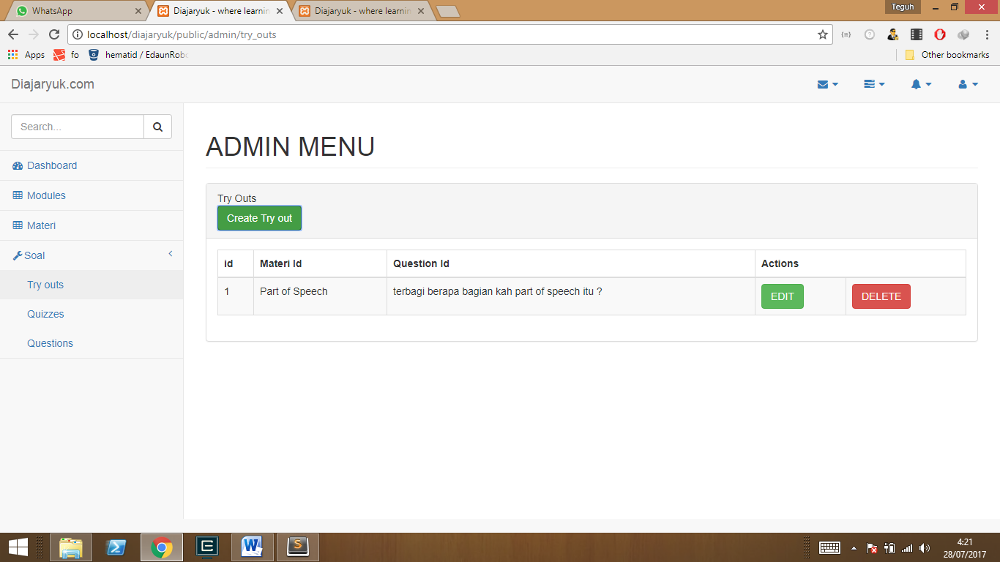 Teguh
WhatsApp
Diajaryuk - where learnin
Diajaryuk - where learnin
localhost/diajaryuk/public/admin/try_outs
Apps
fo
hematid / EdaunRobo
Other bookmarks
Diajaryuk.com
Search...
Dashboard
Modules
Materi
Soal
Try outs
Quizzes
Questions
ADMIN MENU
Try Outs
Create Try out
id Materi Id Question Id Actions
1 Part of Speech terbagi berapa bagian kah part of speech itu ? EDIT DELETE
4:21
28/07/2017